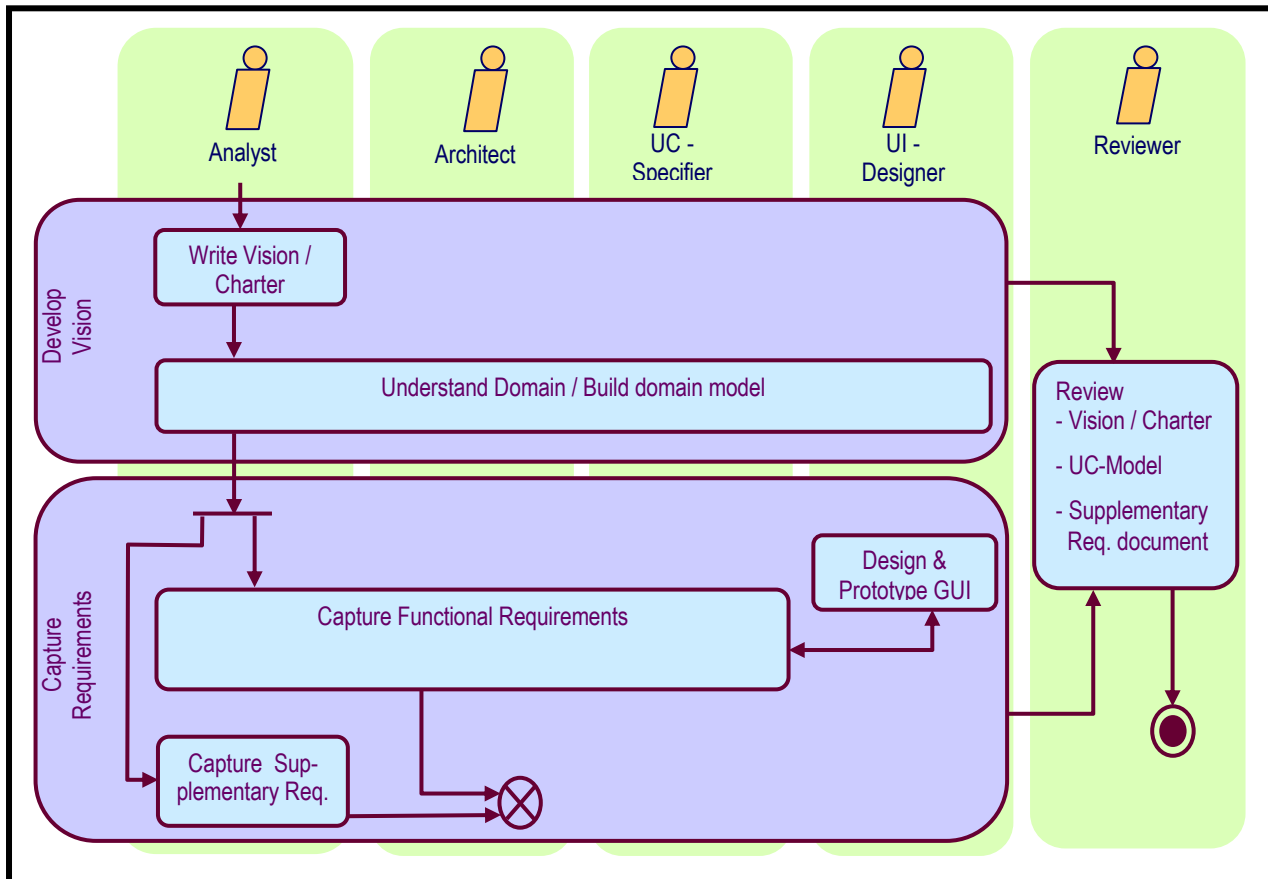 Analyst
Architect
UC -
Specifier
UI -
Designer
Reviewer
Develop
Vision
Write Vision /
Charter
Understand Domain / Build domain model
Review
- Vision / Charter
- UC-Model
- Supplementary
Req. document
Capture
Requirements
Design &
Prototype GUI
Capture Functional Requirements
Capture Sup-
plementary Req.